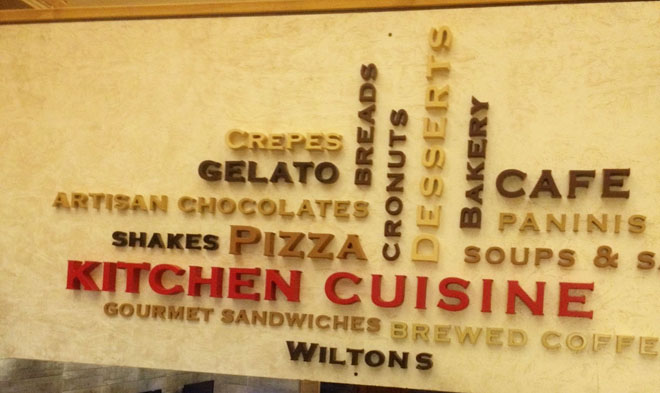 DESSERTS
BREADS
CRONUTS
BAKERY
CREPES
GELATO
CAFE
ARTISAN CHOCOLATES
PANINIS
SHAKES
PIZZA
SOUPS &
KITCHEN CUISINE
GOURMET SANDWICHES
BREWED COFFE
WILTONS